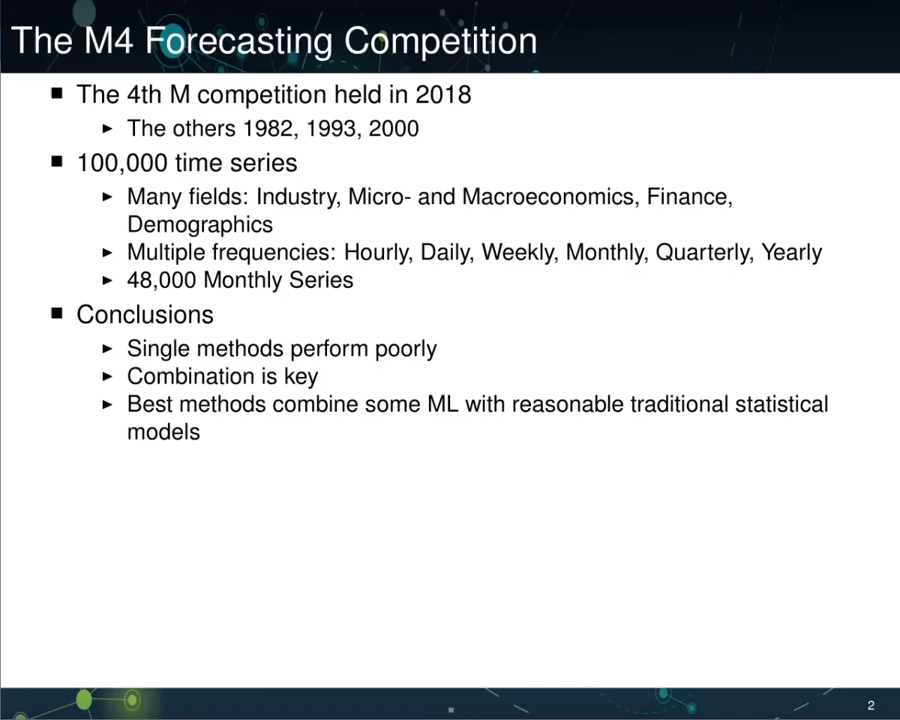 The M4 Forecasting Competition
■ The 4th M competition held in 2018
► The others 1982, 1993, 2000
■ 100,000 time series
► Many fields: Industry, Micro- and Macroeconomics, Finance,
Demographics
► Multiple frequencies: Hourly, Daily, Weekly, Monthly, Quarterly, Yearly
► 48,000 Monthly Series
■ Conclusions
► Single methods perform poorly
► Combination is key
► Best methods combine some ML with reasonable traditional statistical
models
2